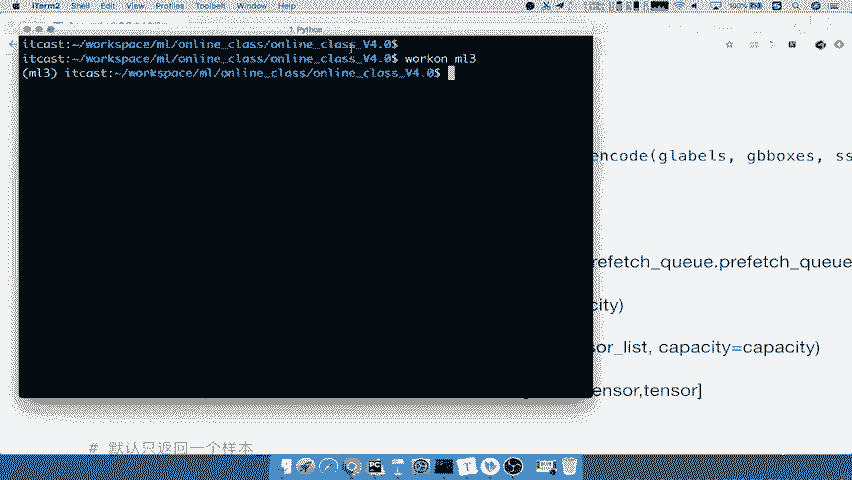 iTerm2 Shell Edit View Profiles Toolbelt Window Help
1. Python
itcast:~/workspace/ml/online_class/online_class_V4.0$
itcast:~/workspace/ml/online_class/online_class_V4.0$ workon ml3
(ml3) itcast:~/workspace/ml/online_class/online_class_V4.0$
encode(glabels, gbboxes, ss
refetch_queue.prefetch_queue
city)
sor_list, capacity=capacity)
ensor,tensor]
# 默认只返回一个样本